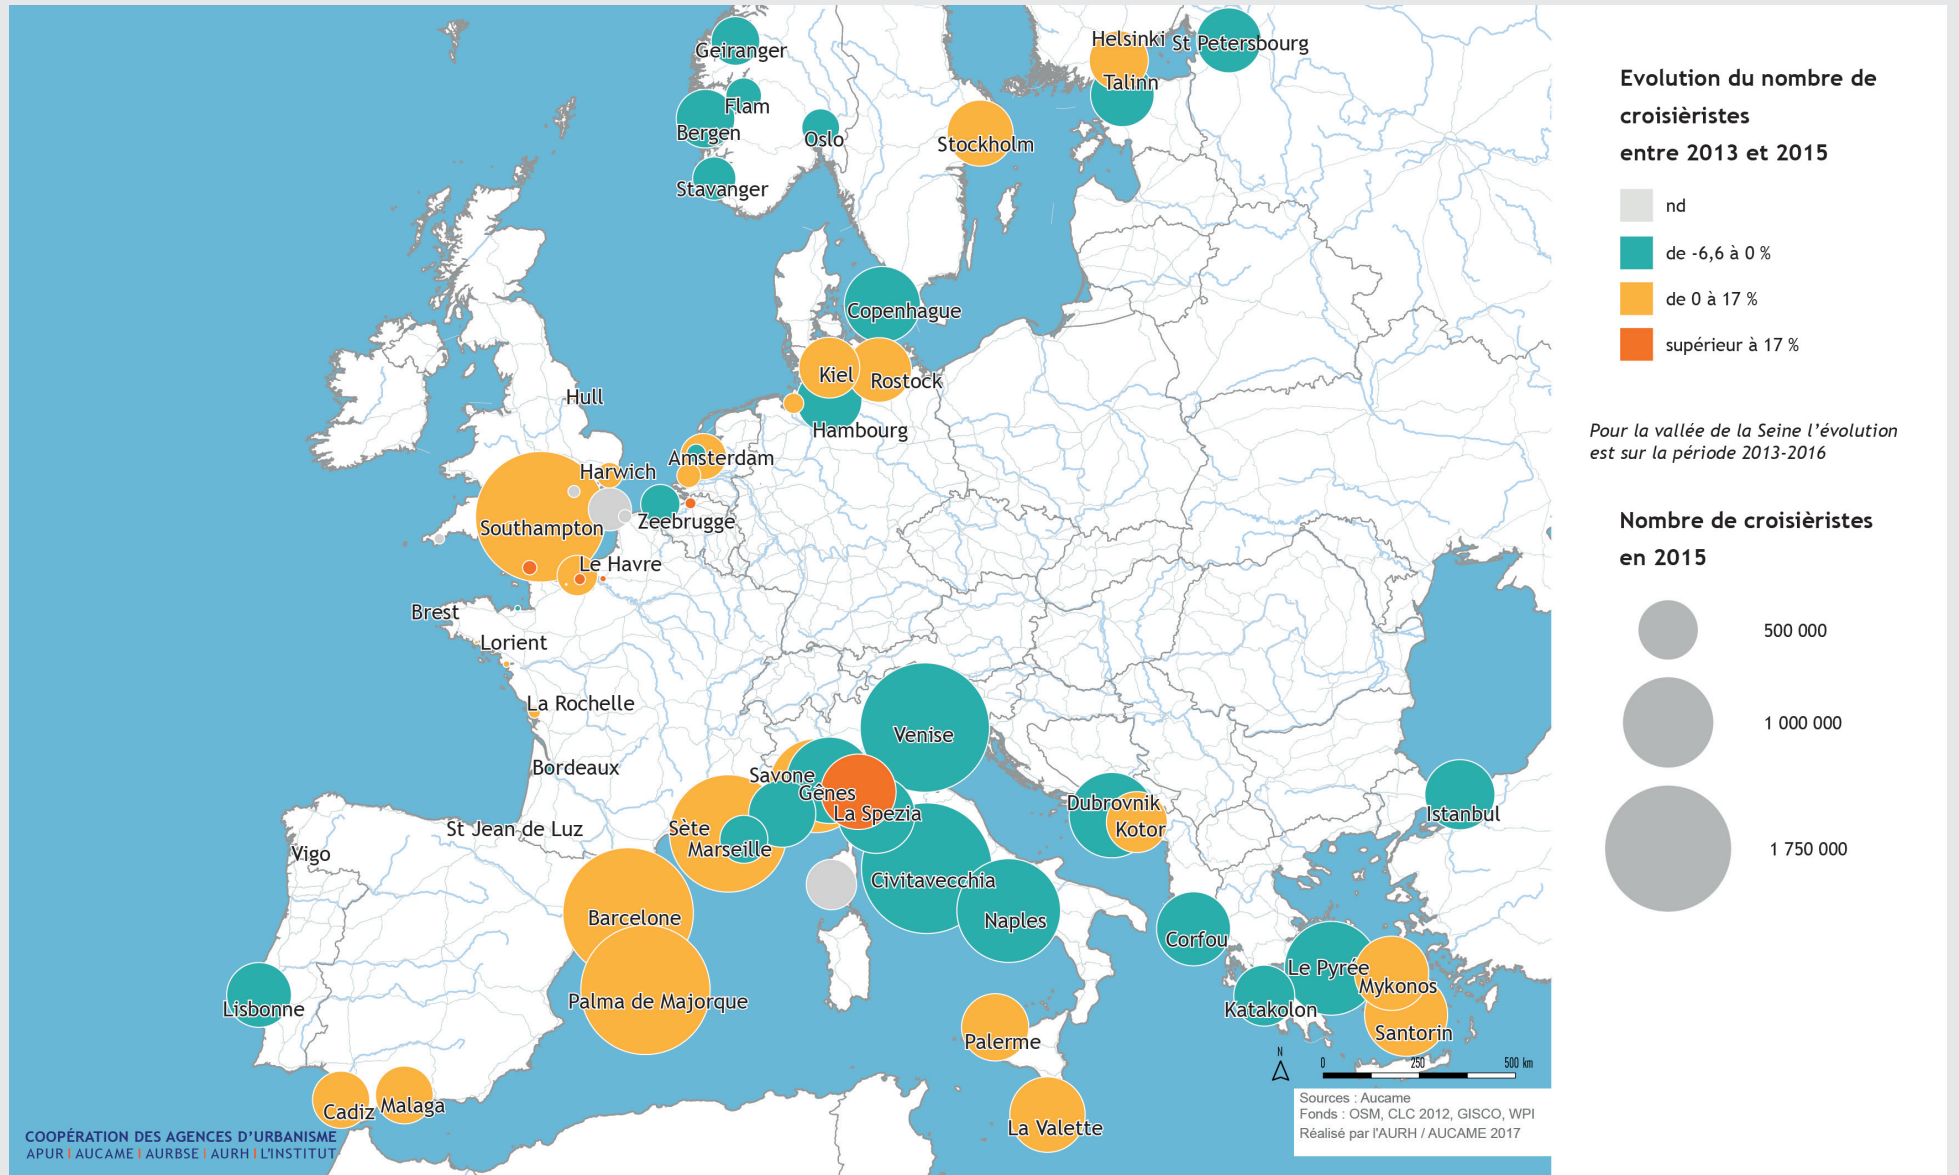 Geiranger
Flam
Bergen
Oslo
Stavanger
Helsinki
St Petersbourg
Talinn
Stockholm
Copenhague
Kiel
Rostock
Hambourg
Hull
Amsterdam
Harwich
Zeebrugge
Southampton
Le Havre
Brest
Lorient
La Rochelle
Bordeaux
St Jean de Luz
Vigo
Venise
Savone
Gênes
La Spezia
Sète
Marseille
Dubrovnik
Kotor
Istanbul
Civitavecchia
Naples
Barcelone
Palma de Majorque
Corfou
Le Pyrée
Mykonos
Katakolon
Santorin
Lisbonne
Palerme
La Valette
Cadiz
Malaga
N
0 250 500 km
Sources : Aucame
Fonds : OSM, CLC 2012, GISCO, WPI
Réalisé par l'AURH / AUCAME 2017
COOPÉRATION DES AGENCES D'URBANISME
APUR | AUCAME | AURBSE | AURH | L'INSTITUT
Evolution du nombre de
croisièristes
entre 2013 et 2015
nd
de -6,6 à 0 %
de 0 à 17 %
supérieur à 17 %
Pour la vallée de la Seine l'évolution
est sur la période 2013-2016
Nombre de croisièristes
en 2015
500 000
1 000 000
1 750 000